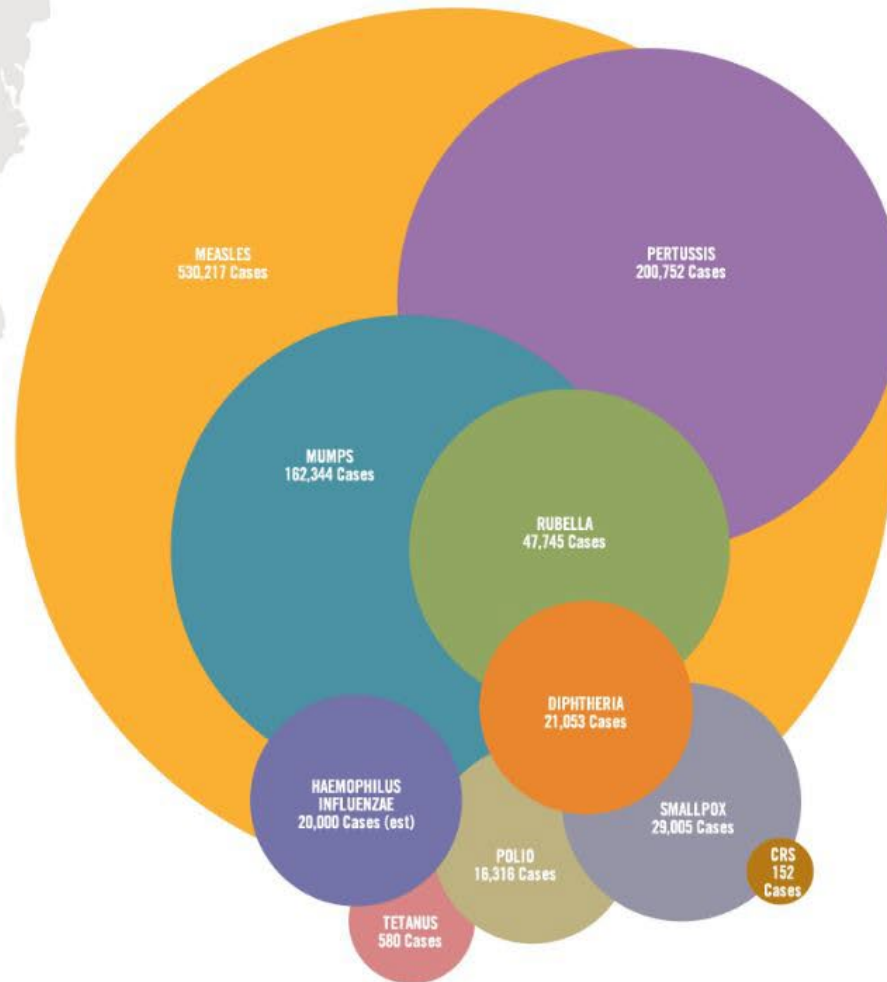 MEASLES
530,217 Cases
PERTUSSIS
200,752 Cases
MUMPS
162,344 Cases
RUBELLA
47,745 Cases
DIPHTHERIA
21,053 Cases
HAEMOPHILUS
INFLUENZAE
20,000 Cases (est)
SMALLPOX
29,005 Cases
POLIO
16,316 Cases
CRS
152
Cases
TETANUS
580 Cases